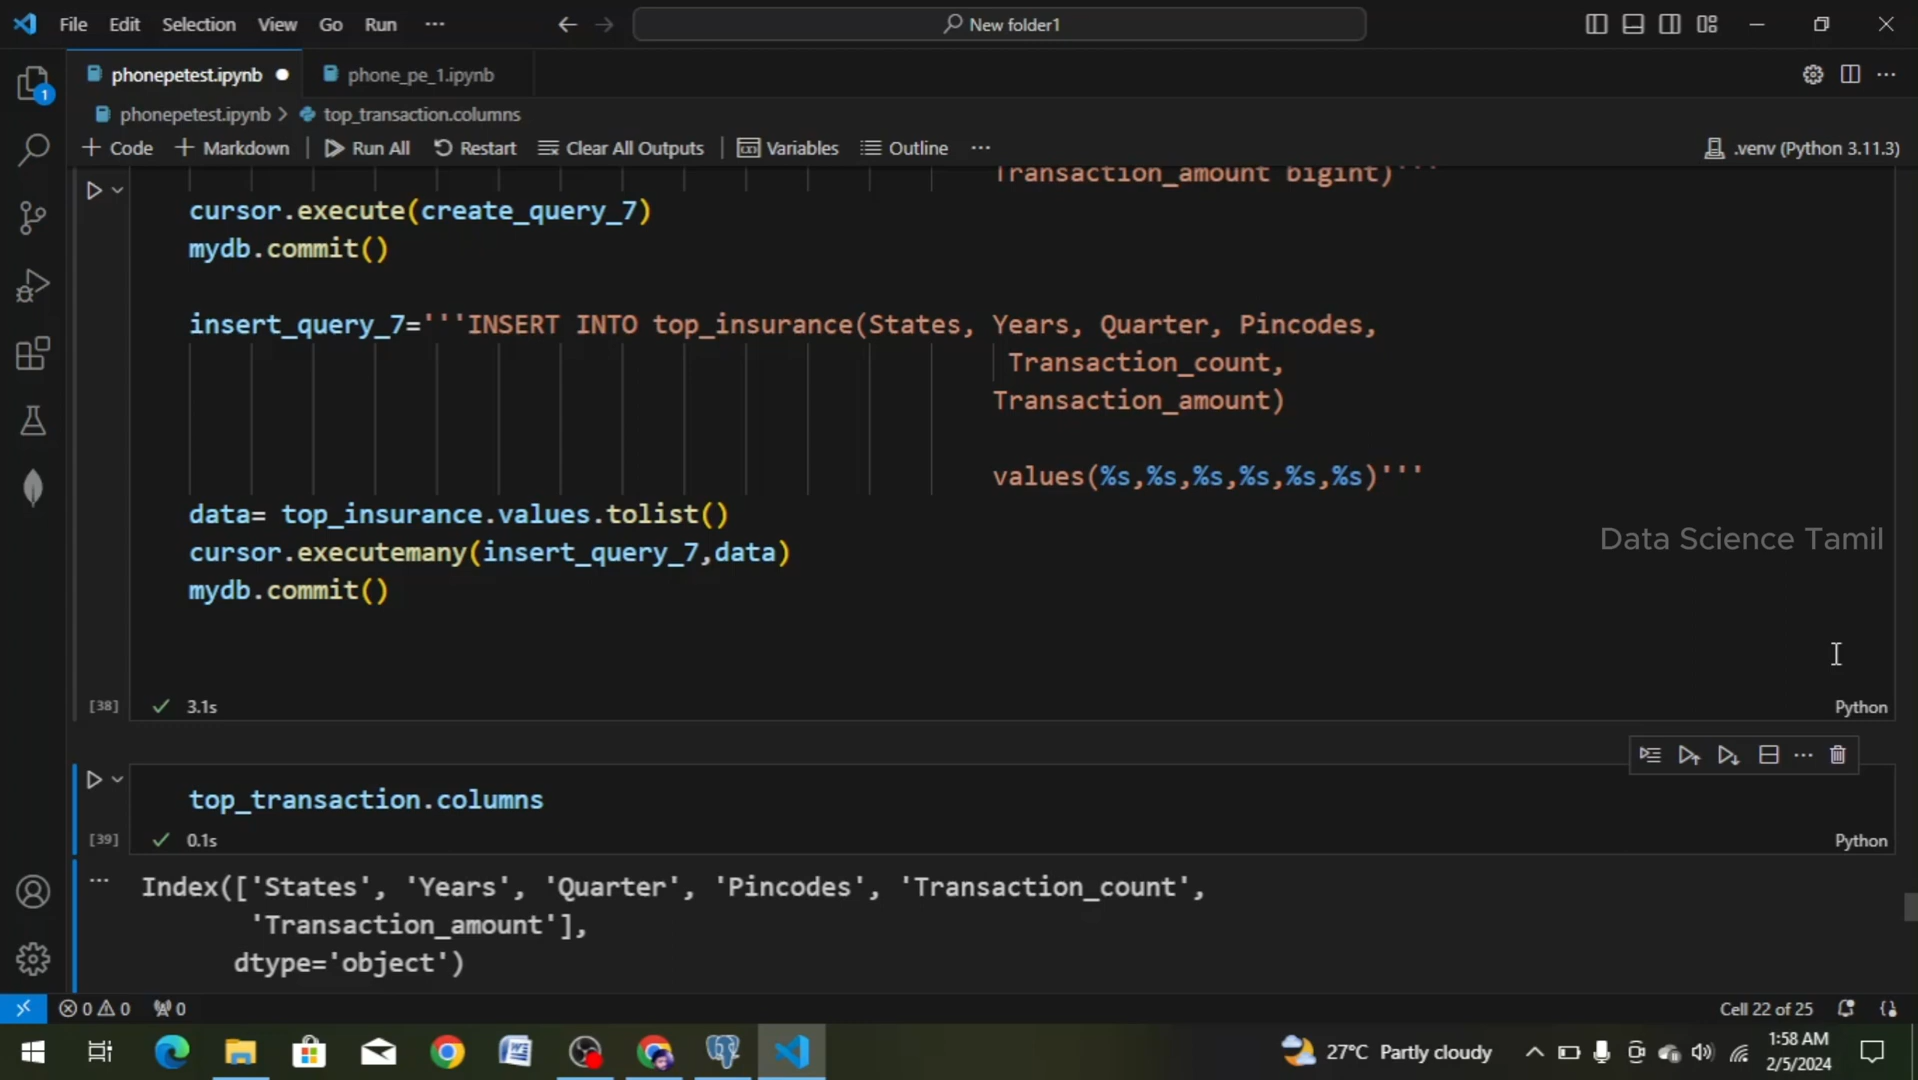 File Edit Selection View Go Run ··· New folder1
phonepetest.ipynb phone_pe_1.ipynb
phonepetest.ipynb > top_transaction.columns
+ Code + Markdown Run All Restart Clear All Outputs Variables Outline ··· .venv (Python 3.11.3)
Transaction_amount bigint)'''
cursor.execute(create_query_7)
mydb.commit()
insert_query_7='''INSERT INTO top_insurance(States, Years, Quarter, Pincodes,
Transaction_count,
Transaction_amount)
values(%s,%s,%s,%s,%s,%s)'''
data= top_insurance.values.tolist()
Data Science Tamil
cursor.executemany(insert_query_7,data)
mydb.commit()
[38] 3.1s Python
top_transaction.columns
[39] 0.1s Python
Index(['States', 'Years', 'Quarter', 'Pincodes', 'Transaction_count',
'Transaction_amount'],
dtype='object')
0 0 0 Cell 22 of 25
1
27°C Partly cloudy 1:58 AM
2/5/2024